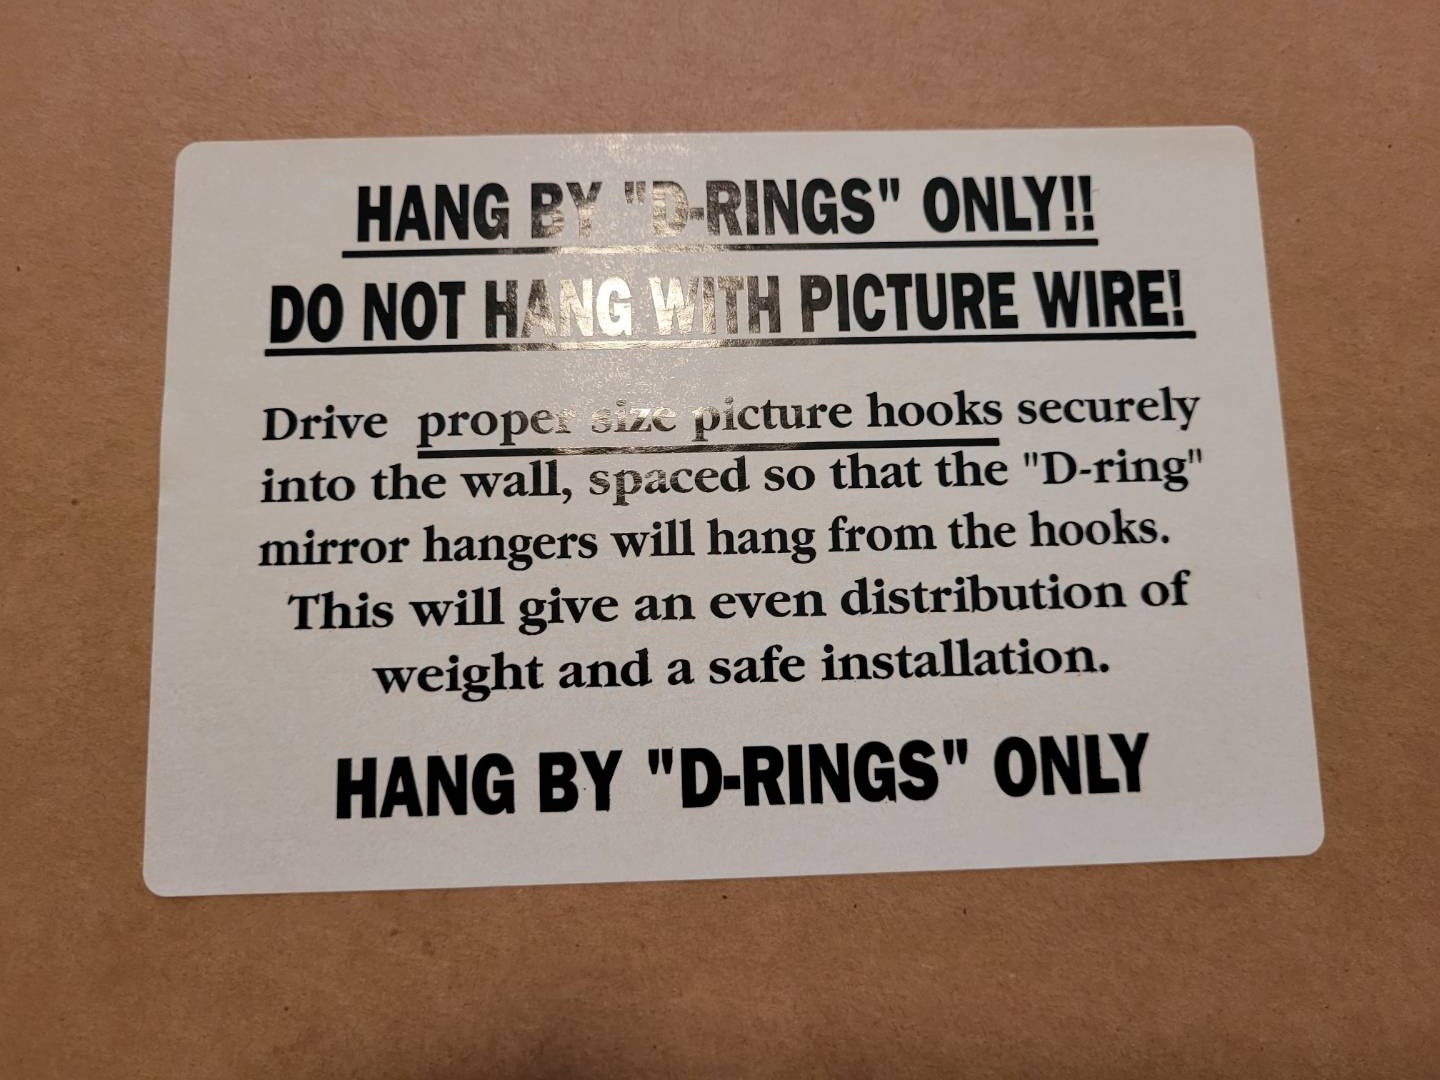 HANG BY "D-RINGS" ONLY!!
DO NOT HANG WITH PICTURE WIRE!
Drive proper size picture hooks securely
into the wall, spaced so that the "D-ring"
mirror hangers will hang from the hooks.
This will give an even distribution of
weight and a safe installation.
HANG BY "D-RINGS" ONLY